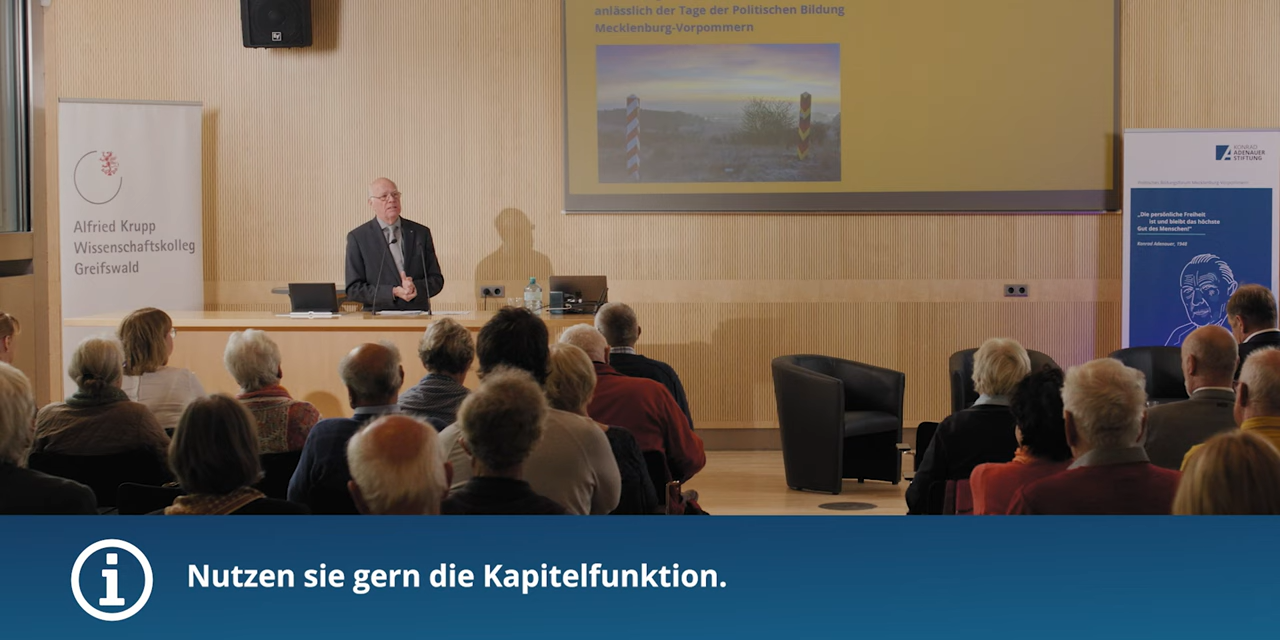 anlässlich der Tage der Politischen Bildung
Mecklenburg-Vorpommern
Alfried Krupp
Wissenschaftskolleg
Greifswald
KONRAD
ADENAUER
STIFTUNG
„Die persönliche Freiheit
ist und bleibt das höchste
Gut des Menschen!"
Konrad Adenauer, 1948
Nutzen sie gern die Kapitelfunktion.